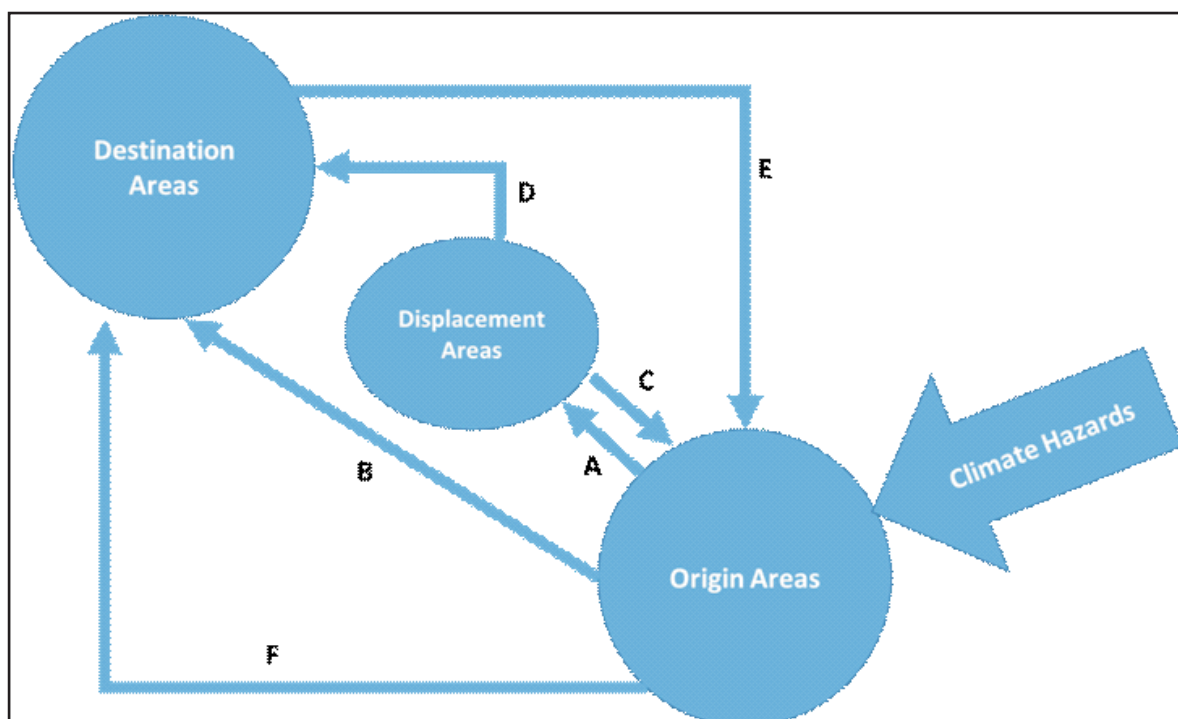 Destination
Areas
E
D
Displacement
Areas
C
Climate Hazards
A
B
Origin Areas
F